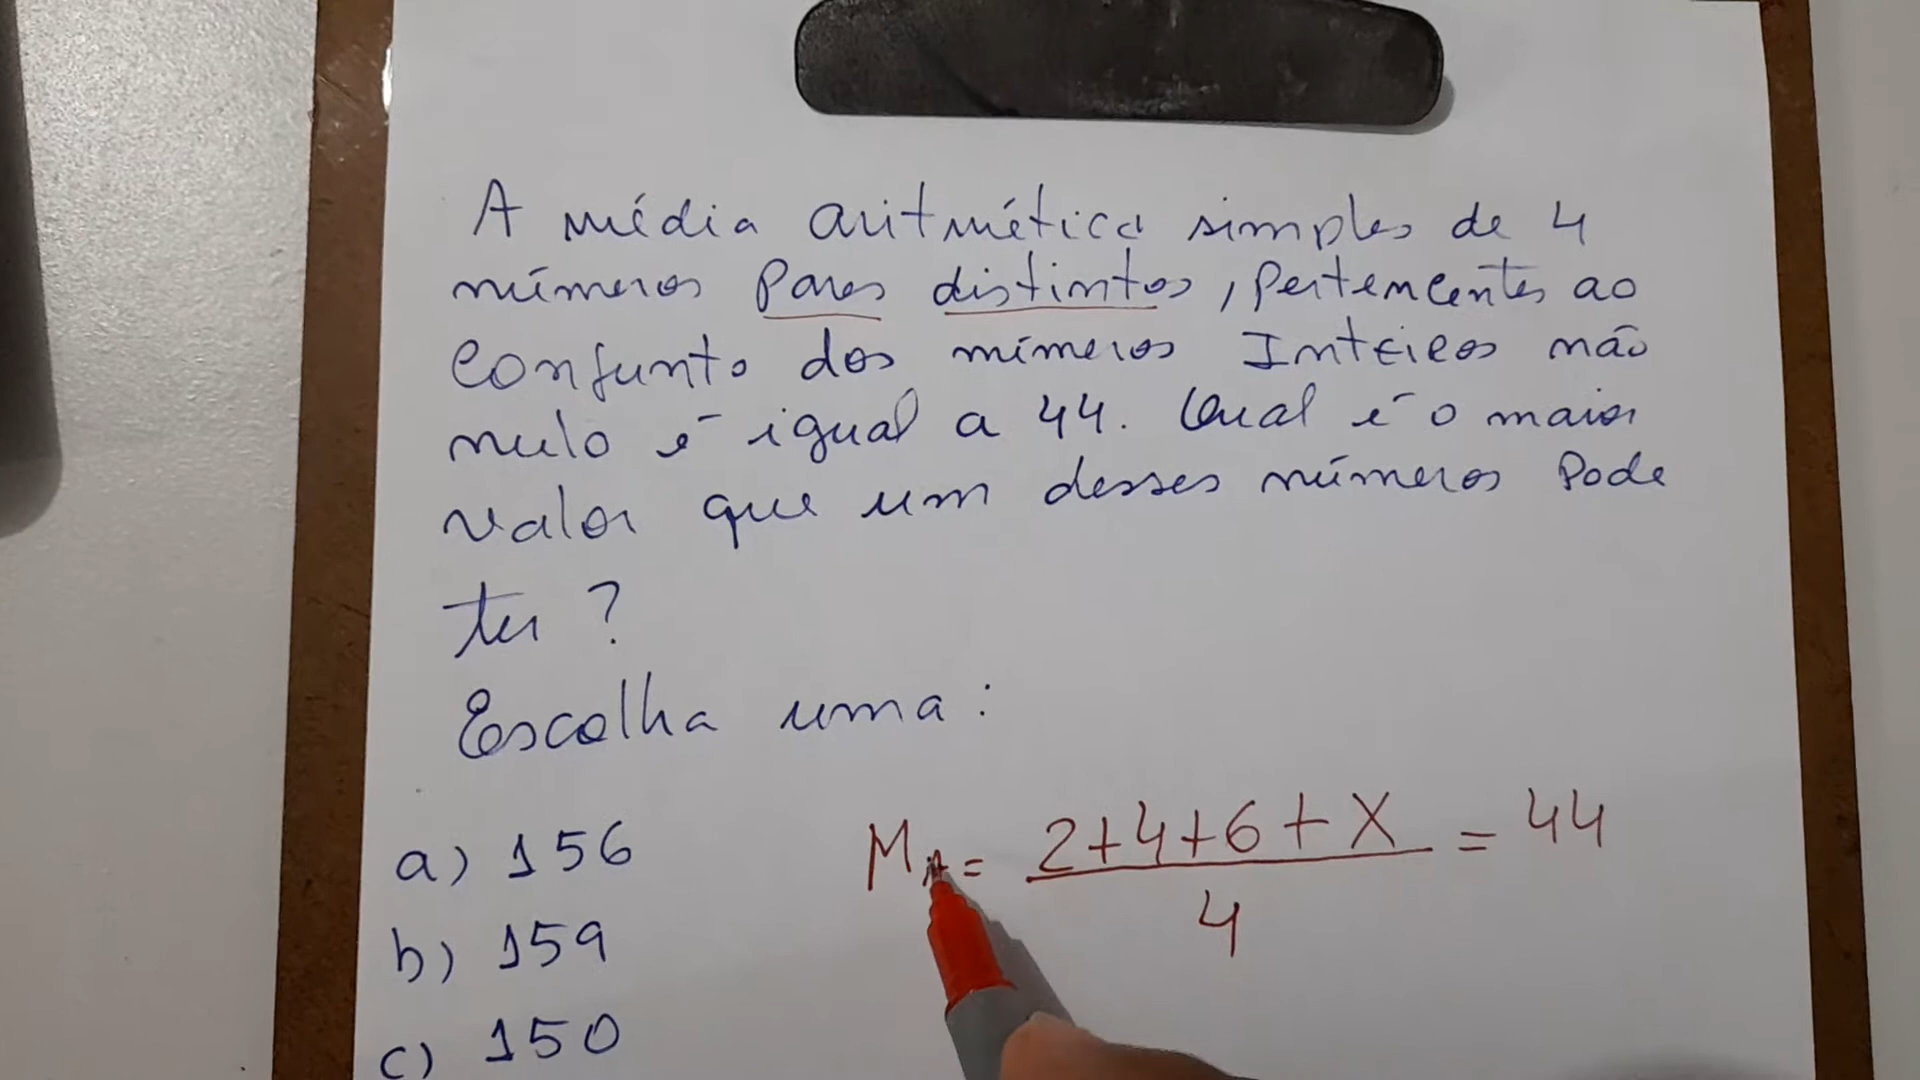 A média aritmética simples de 4
números Pares distintos, Pertencentes ao
conjunto dos números Inteiros não
nulo é igual a 44. Qual é o maior
valor que um desses números Pode
ter ?
Escolha uma :
a) 156
b) 159
c) 150
MA = 2+4+6+X = 44
4